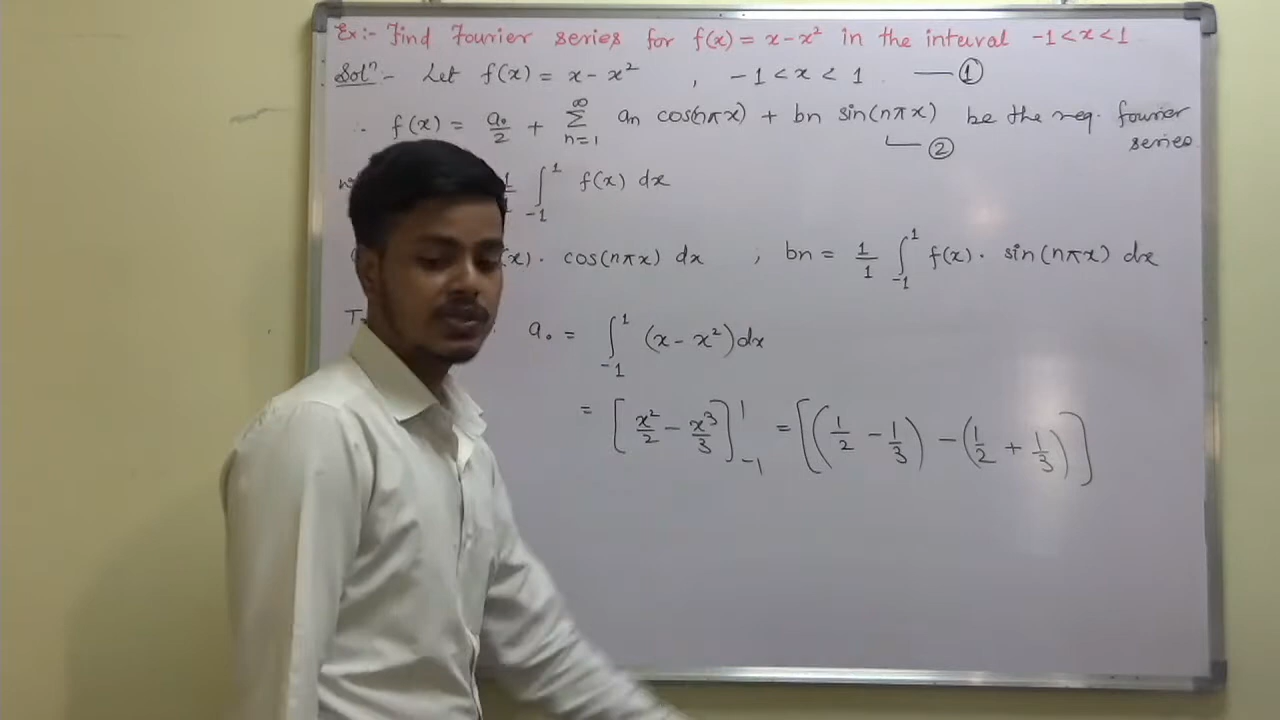 Ex:- Find Fourier series for f(x) = x - x² in the interval -1 < x < 1
Solⁿ:- Let f(x) = x - x² , -1 < x < 1 — ①
∴ f(x) = a₀/2 + ∑_{n=1}^{∞} an cos(nπx) + bn sin(nπx) be the req. fourier series
— ②
∫_{-1}^{1} f(x) dx
(x). cos(nπx) dx ; bn = 1/1 ∫_{-1}^{1} f(x). sin(nπx) dx
a₀ = ∫_{-1}^{1} (x - x²) dx
= [x²/2 - x³/3]_{-1}^{1} = [(1/2 - 1/3) - (1/2 + 1/3)]